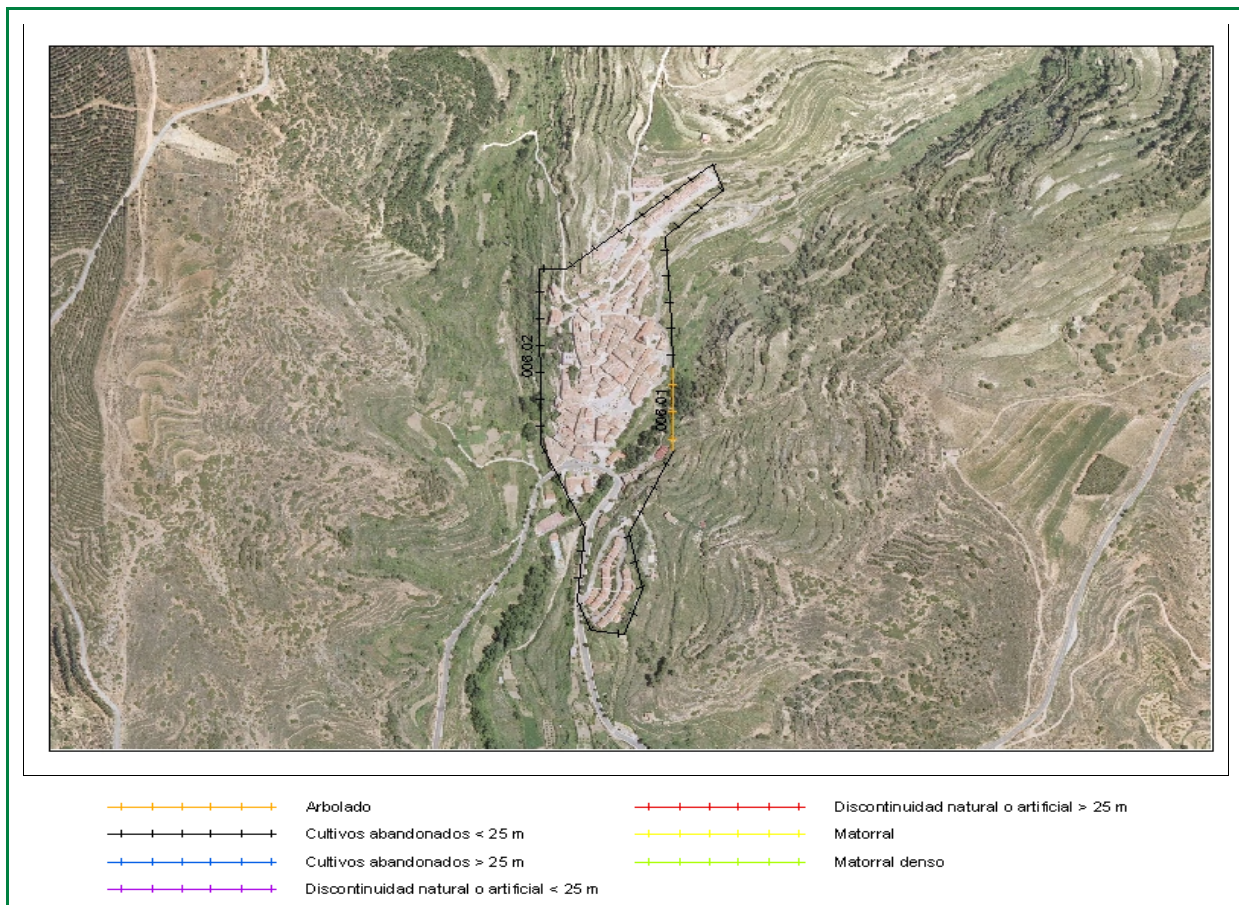 006.02
006.01
Arbolado
Cultivos abandonados < 25 m
Cultivos abandonados > 25 m
Discontinuidad natural o artificial < 25 m
Discontinuidad natural o artificial > 25 m
Matorral
Matorral denso